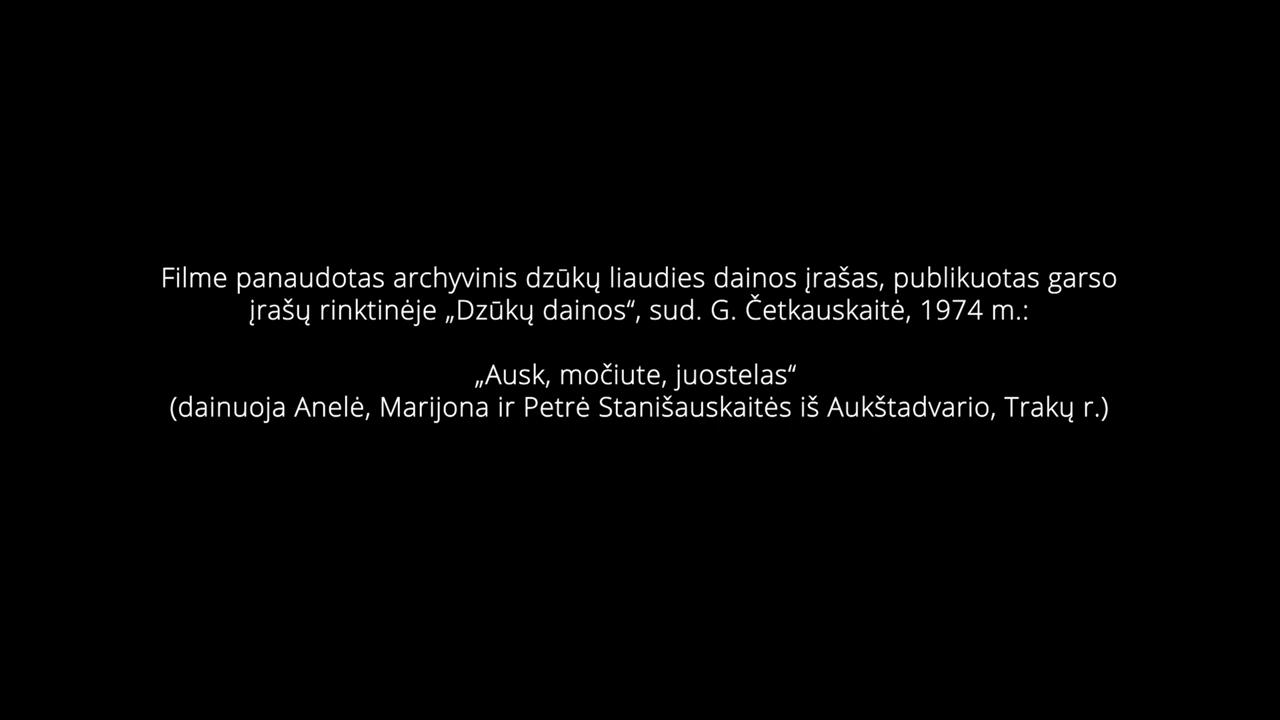 Filme panaudotas archyvinis dzūkų liaudies dainos įrašas, publikuotas garso
įrašų rinktinėje „Dzūkų dainos“, sud. G. Četkauskaitė, 1974 m.:
„Ausk, močiute, juostelas“
(dainuoja Anelė, Marijona ir Petrė Stanišauskaitės iš Aukštadvario, Trakų r.)